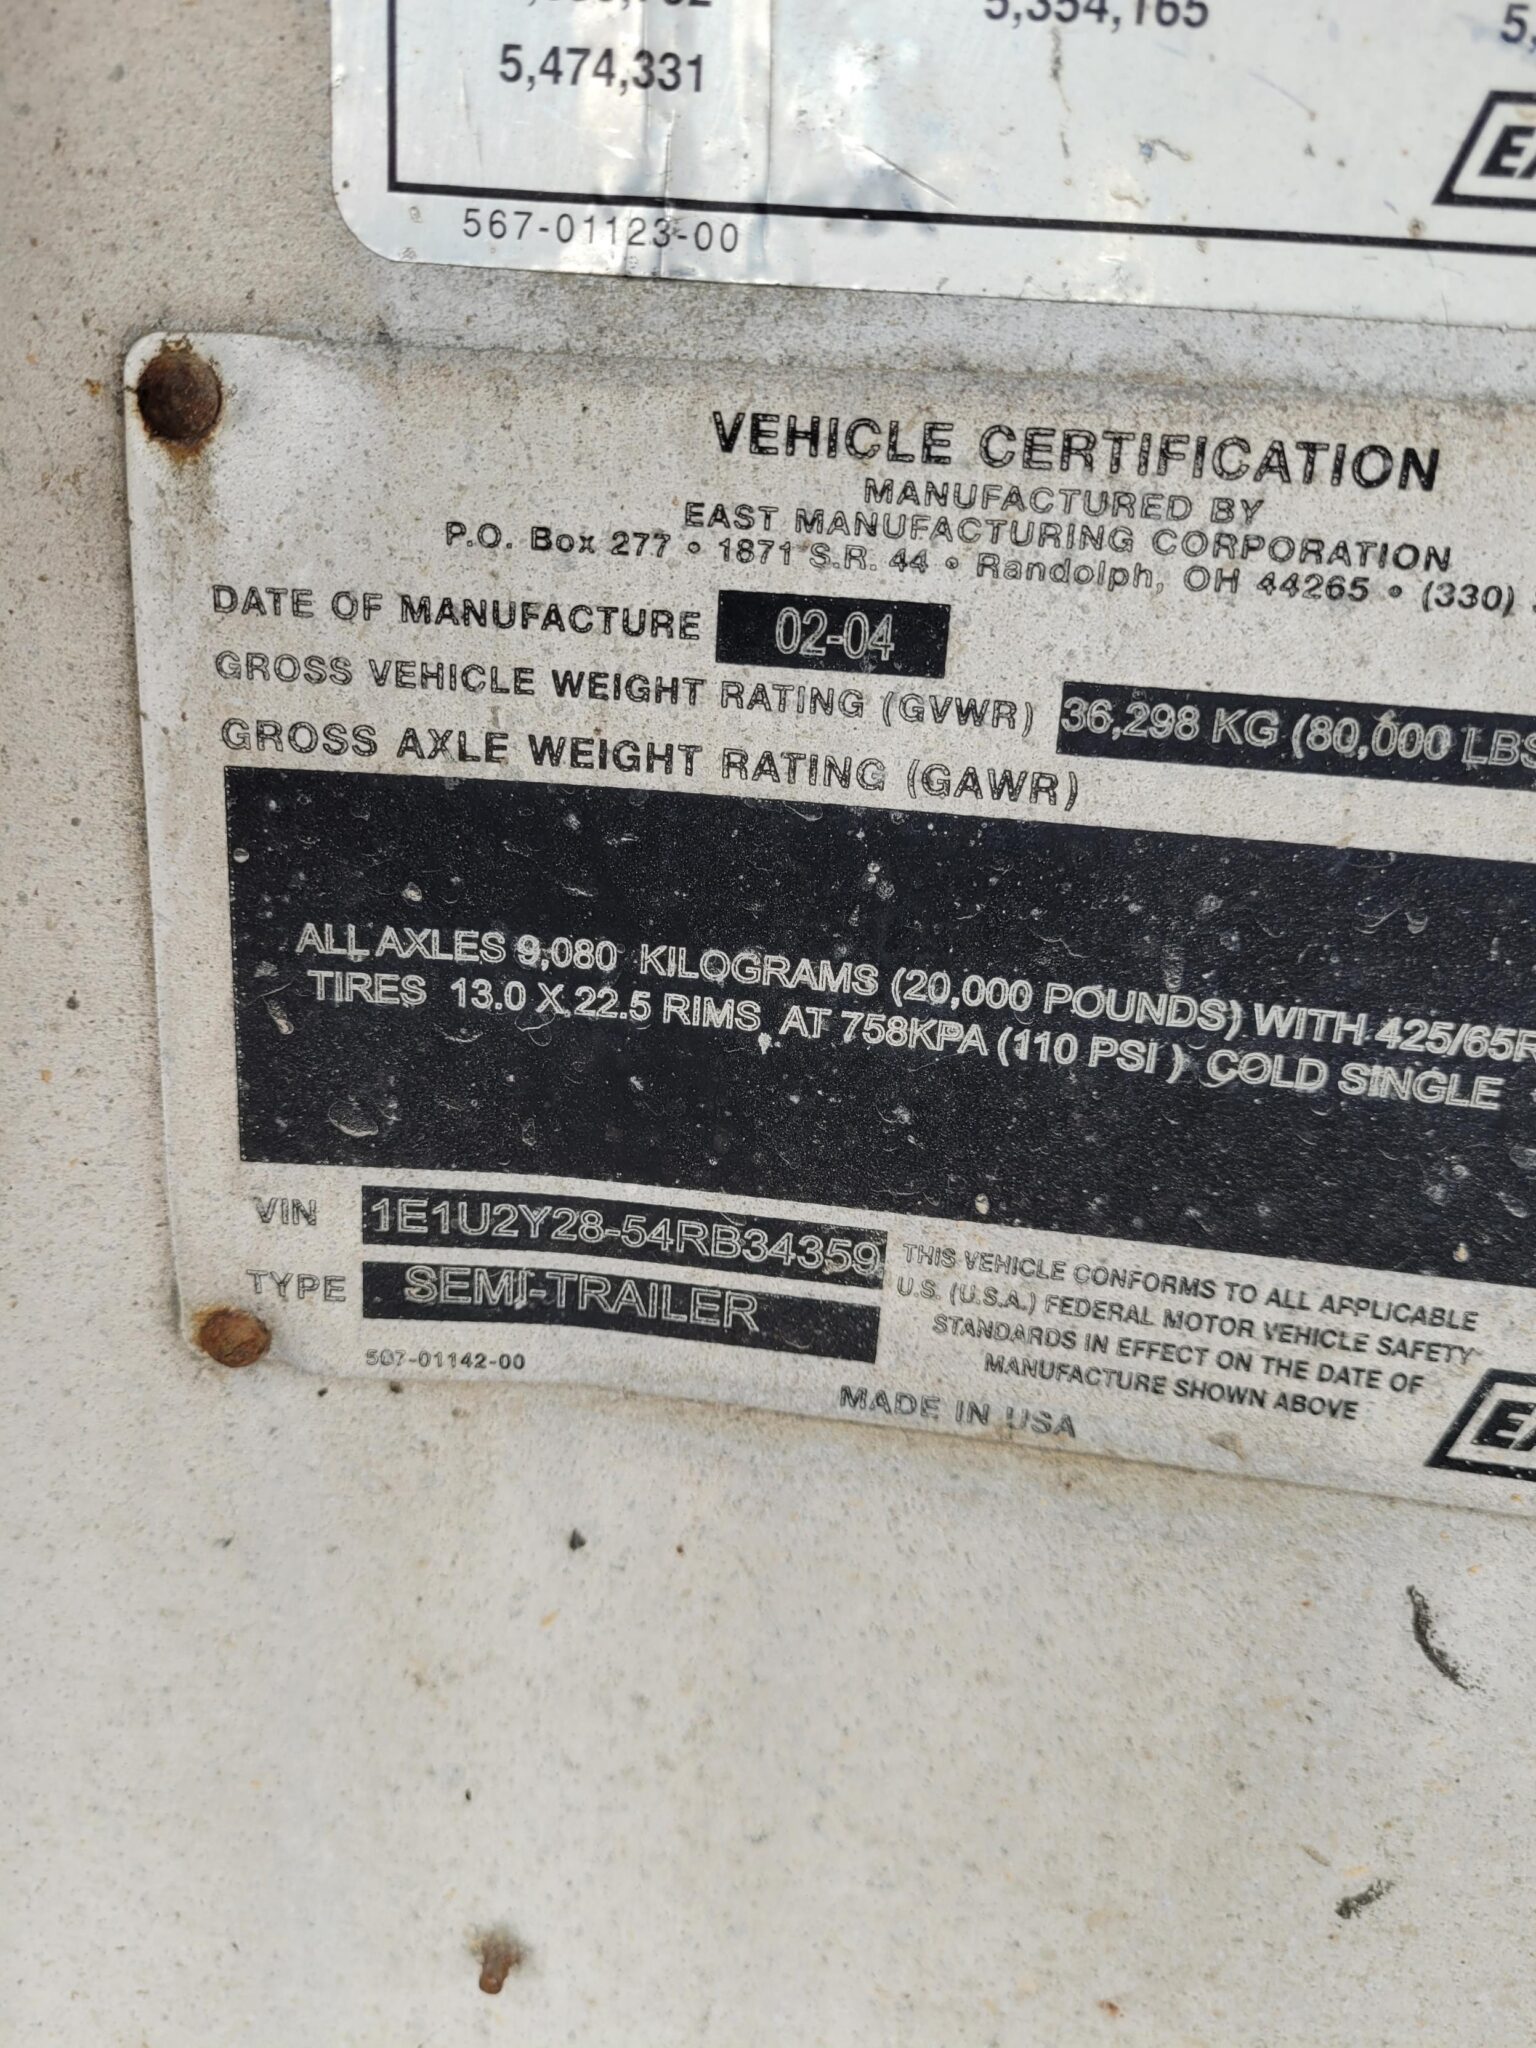 5,354,165
5,474,331
567-01123-00
VEHICLE CERTIFICATION
MANUFACTURED BY
EAST MANUFACTURING CORPORATION
P.O. Box 277 • 1871 S.R. 44 • Randolph, OH 44265 • (330)
DATE OF MANUFACTURE 02-04
GROSS VEHICLE WEIGHT RATING (GVWR) 36,298 KG (80,000 LBS
GROSS AXLE WEIGHT RATING (GAWR)
ALL AXLES 9,080 KILOGRAMS (20,000 POUNDS) WITH 425/65R
TIRES 13.0 X 22.5 RIMS AT 758KPA (110 PSI ) COLD SINGLE
VIN 1E1U2Y28-54RB34359
TYPE SEMI-TRAILER
507-01142-00
THIS VEHICLE CONFORMS TO ALL APPLICABLE
U.S. (U.S.A.) FEDERAL MOTOR VEHICLE SAFETY
STANDARDS IN EFFECT ON THE DATE OF
MANUFACTURE SHOWN ABOVE
MADE IN USA